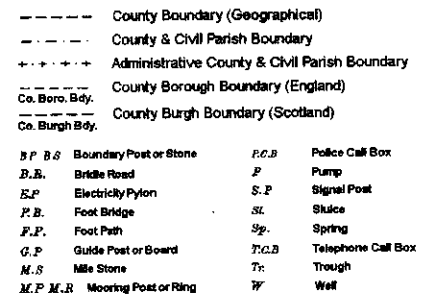 County Boundary (Geographical)
County & Civil Parish Boundary
Administrative County & Civil Parish Boundary
County Borough Boundary (England)
Co. Boro. Bdy.
County Burgh Boundary (Scotland)
Co. Burgh Bdy.
B P B S Boundary Post or Stone P.C.B Police Call Box
B.R. Bridle Road P Pump
E.P Electricity Pylon S.P Signal Post
F.B. Foot Bridge Sl. Sluice
F.P. Foot Path Sp. Spring
G.P Guide Post or Board T.C.B Telephone Call Box
M.S Mile Stone Tr. Trough
M.P M.R Mooring Post or Ring W Well